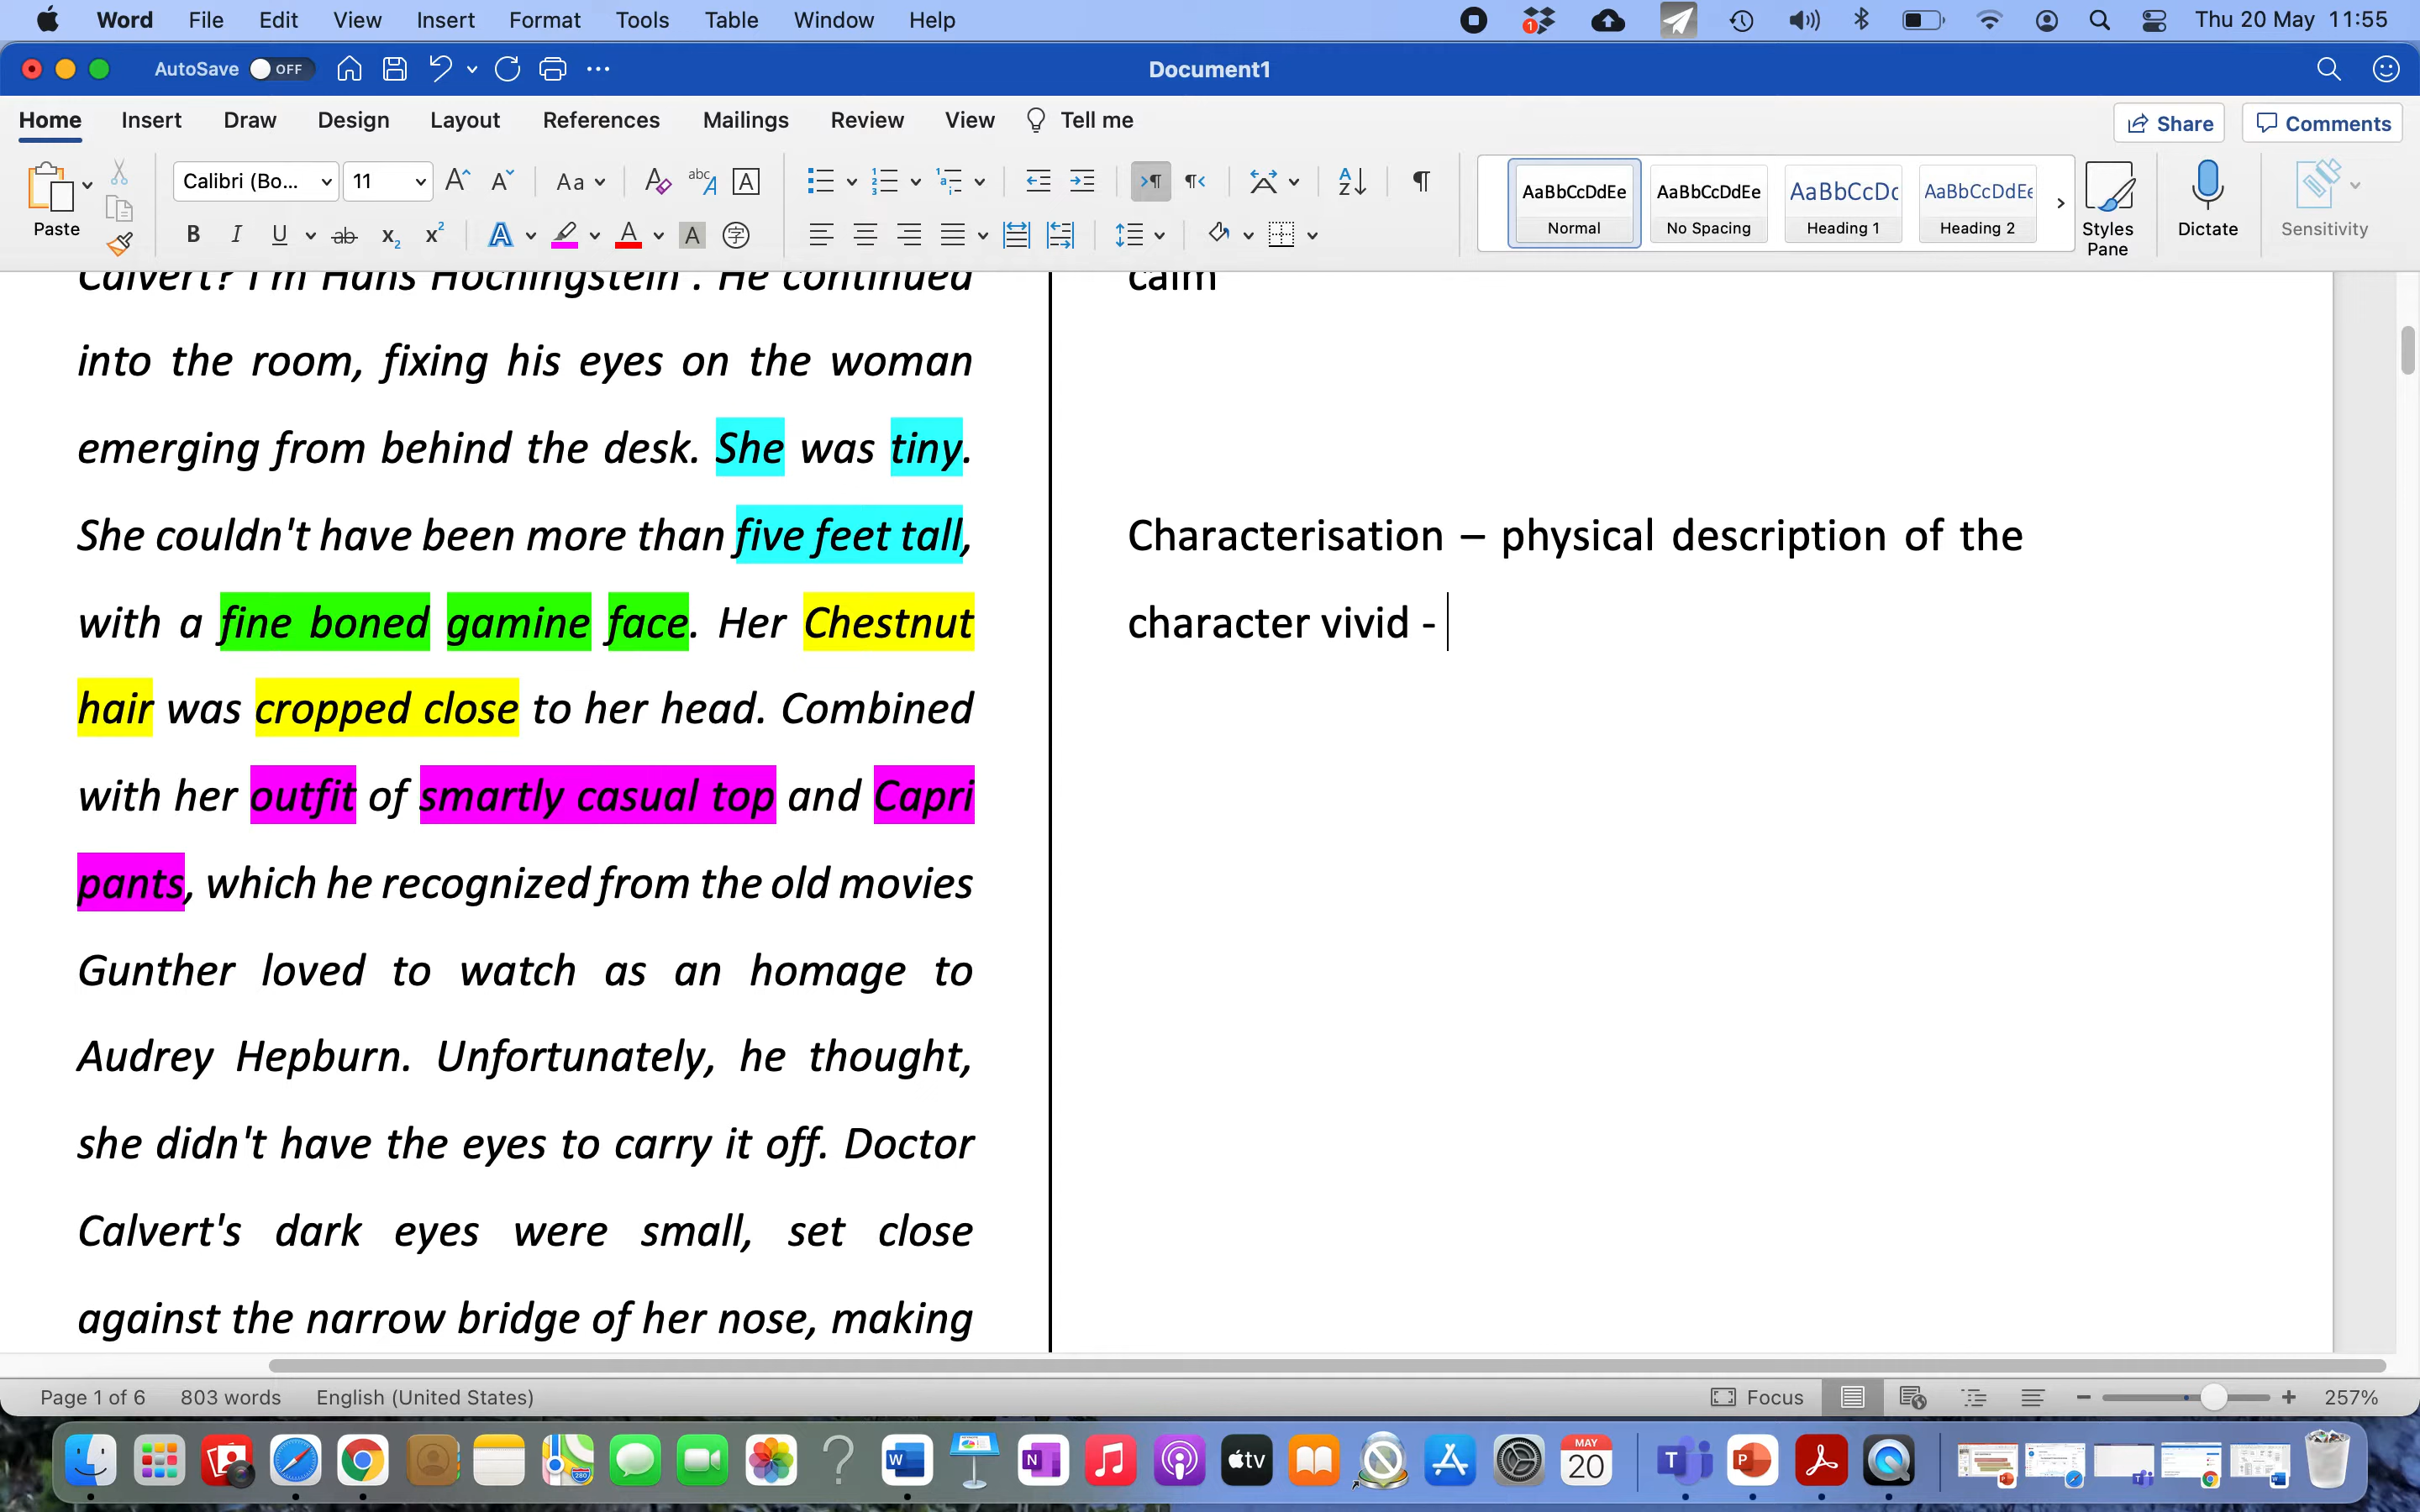 Word File Edit View Insert Format Tools Table Window Help Thu 20 May 11:55
AutoSave OFF Document1
Home Insert Draw Design Layout References Mailings Review View Tell me Share Comments
Paste Calibri (Bo... 11 AaBbCcDdEe AaBbCcDdEe AaBbCcDc AaBbCcDdEe
Normal No Spacing Heading 1 Heading 2 Styles Pane Dictate Sensitivity
Calvert? I'm Hans Hochingstein . He continued
into the room, fixing his eyes on the woman
emerging from behind the desk. She was tiny.
She couldn't have been more than five feet tall,
with a fine boned gamine face. Her Chestnut
hair was cropped close to her head. Combined
with her outfit of smartly casual top and Capri
pants, which he recognized from the old movies
Gunther loved to watch as an homage to
Audrey Hepburn. Unfortunately, he thought,
she didn't have the eyes to carry it off. Doctor
Calvert's dark eyes were small, set close
against the narrow bridge of her nose, making
calm
Characterisation – physical description of the
character vivid -
Page 1 of 6 803 words English (United States) Focus 257%
tv MAY 20